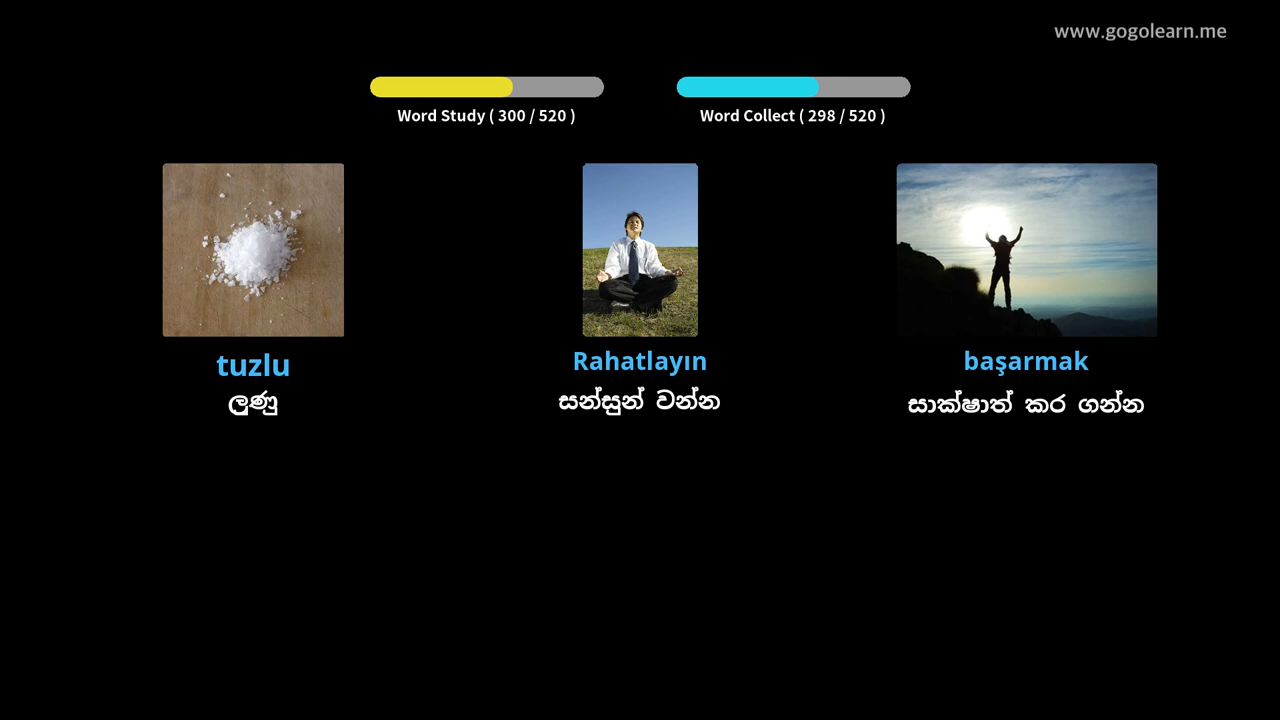 www.gogolearn.me
Word Study ( 300 / 520 )
Word Collect ( 298 / 520 )
tuzlu
ලුණු
Rahatlayın
සන්සුන් වන්න
başarmak
සාක්ෂාත් කර ගන්න